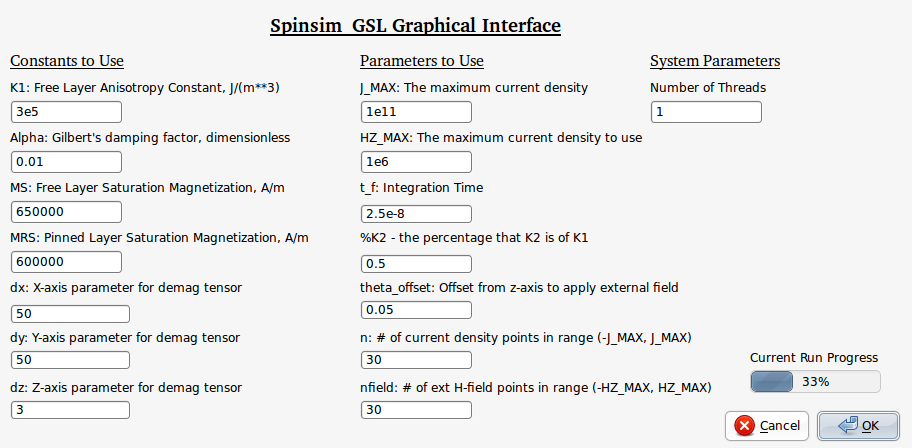 Spinsim GSL Graphical Interface
Constants to Use
K1: Free Layer Anisotropy Constant, J/(m**3)
3e5
Alpha: Gilbert's damping factor, dimensionless
0.01
MS: Free Layer Saturation Magnetization, A/m
650000
MRS: Pinned Layer Saturation Magnetization, A/m
600000
dx: X-axis parameter for demag tensor
50
dy: Y-axis parameter for demag tensor
50
dz: Z-axis parameter for demag tensor
3
Parameters to Use
J_MAX: The maximum current density
1e11
HZ_MAX: The maximum current density to use
1e6
t_f: Integration Time
2.5e-8
%K2 - the percentage that K2 is of K1
0.5
theta_offset: Offset from z-axis to apply external field
0.05
n: # of current density points in range (-J_MAX, J_MAX)
30
nfield: # of ext H-field points in range (-HZ_MAX, HZ_MAX)
30
System Parameters
Number of Threads
1
Current Run Progress
33%
Cancel
OK